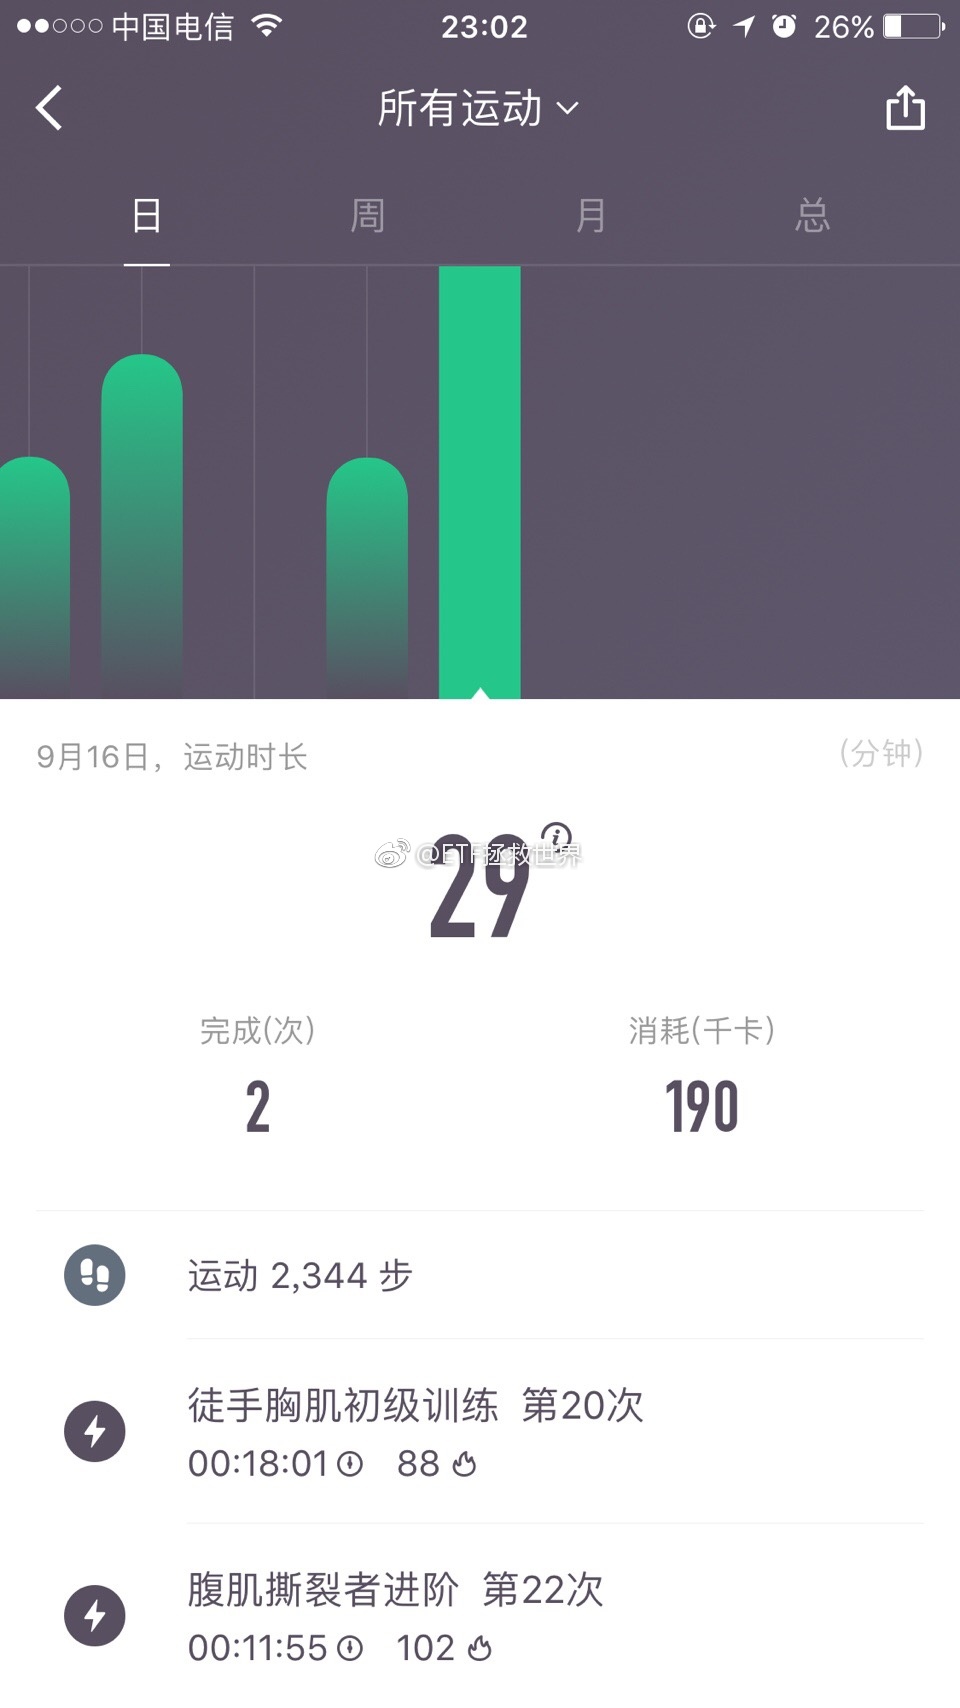 中国电信 23:02 26%
所有运动
日 周 月 总
9月16日，运动时长 (分钟)
29
@ETF拯救世界
完成(次) 消耗(千卡)
2 190
运动 2,344 步
徒手胸肌初级训练 第20次
00:18:01 88
腹肌撕裂者进阶 第22次
00:11:55 102